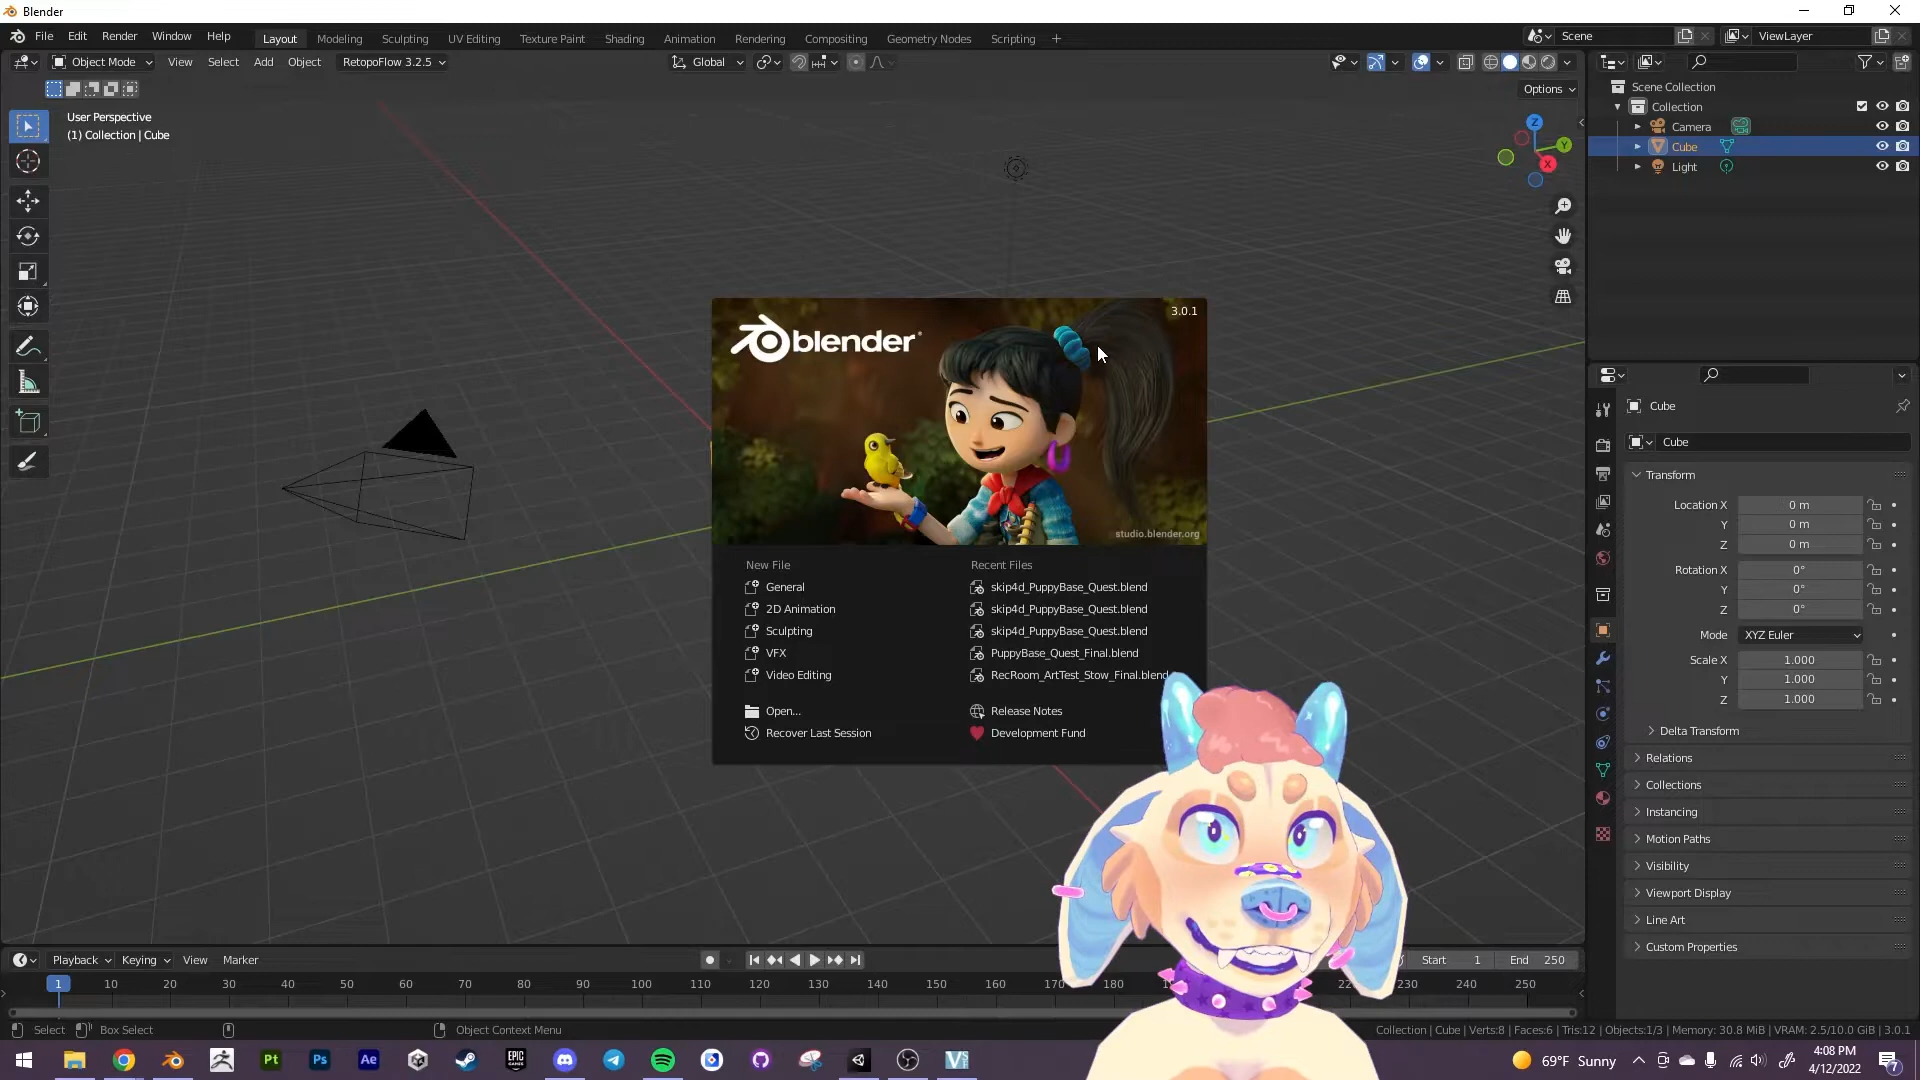 Blender
File Edit Render Window Help
Layout Modeling Sculpting UV Editing Texture Paint Shading Animation Rendering Compositing Geometry Nodes Scripting +
Scene ViewLayer
Object Mode View Select Add Object RetopoFlow 3.2.5 Global
Options
User Perspective
(1) Collection | Cube
Z
Y
X
Scene Collection
Collection
Camera
Cube
Light
3.0.1
blender
studio.blender.org
New File
General
2D Animation
Sculpting
VFX
Video Editing
Open...
Recover Last Session
Recent Files
skip4d_PuppyBase_Quest.blend
skip4d_PuppyBase_Quest.blend
skip4d_PuppyBase_Quest.blend
PuppyBase_Quest_Final.blend
RecRoom_ArtTest_Stow_Final.blend
Release Notes
Development Fund
Cube
Cube
Transform
Location X 0 m
Y 0 m
Z 0 m
Rotation X 0°
Y 0°
Z 0°
Mode XYZ Euler
Scale X 1.000
Y 1.000
Z 1.000
Delta Transform
Relations
Collections
Instancing
Motion Paths
Visibility
Viewport Display
Line Art
Custom Properties
Playback Keying View Marker
Start 1 End 250
1 10 20 30 40 50 60 70 80 90 100 110 120 130 140 150 160 170 180 230 240 250
Select Box Select Object Context Menu
Collection | Cube | Verts:8 | Faces:6 | Tris:12 | Objects:1/3 | Memory: 30.8 MiB | VRAM: 2.5/10.0 GiB | 3.0.1
Pt Ps Ae EPIC GAMES
69°F Sunny
4:08 PM
4/12/2022
7